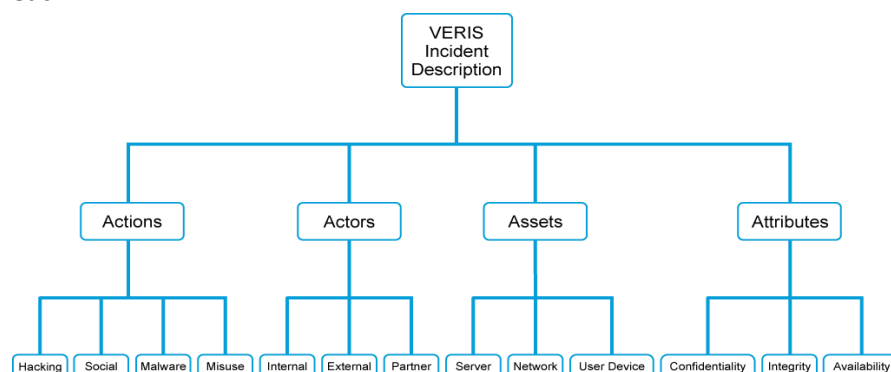 VERIS
Incident
Description
Actions
Actors
Assets
Attributes
Hacking
Social
Malware
Misuse
Internal
External
Partner
Server
Network
User Device
Confidentiality
Integrity
Availability